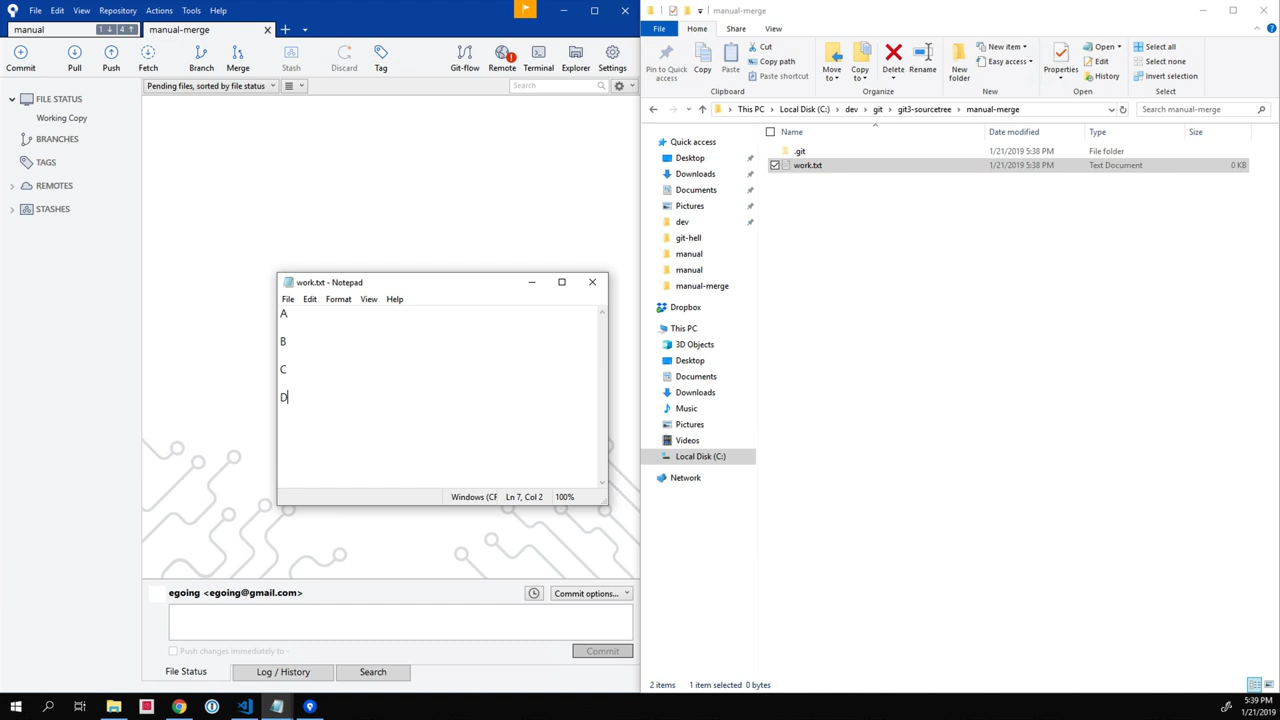 File Edit View Repository Actions Tools Help
manual 1 4
manual-merge
Commit Pull Push Fetch Branch Merge Stash Discard Tag Git-flow Remote Terminal Explorer Settings
Pending files, sorted by file status
Search
FILE STATUS
Working Copy
BRANCHES
TAGS
REMOTES
STASHES
work.txt - Notepad
File Edit Format View Help
A
B
C
D
Windows (CF Ln 7, Col 2 100%
egoing <egoing@gmail.com>
Commit options...
Push changes immediately to -
Commit
File Status Log / History Search
manual-merge
File Home Share View
Pin to Quick access
Copy
Paste
Cut
Copy path
Paste shortcut
Clipboard
Move to
Copy to
Delete
Rename
Organize
New folder
New item
Easy access
New
Properties
Open
Edit
History
Open
Select all
Select none
Invert selection
Select
This PC Local Disk (C:) dev git git3-sourcetree manual-merge
Search manual-merge
Name Date modified Type Size
.git 1/21/2019 5:38 PM File folder
work.txt 1/21/2019 5:38 PM Text Document 0 KB
Quick access
Desktop
Downloads
Documents
Pictures
dev
git-hell
manual
manual
manual-merge
Dropbox
This PC
3D Objects
Desktop
Documents
Downloads
Music
Pictures
Videos
Local Disk (C:)
Network
2 items 1 item selected 0 bytes
5:39 PM
1/21/2019